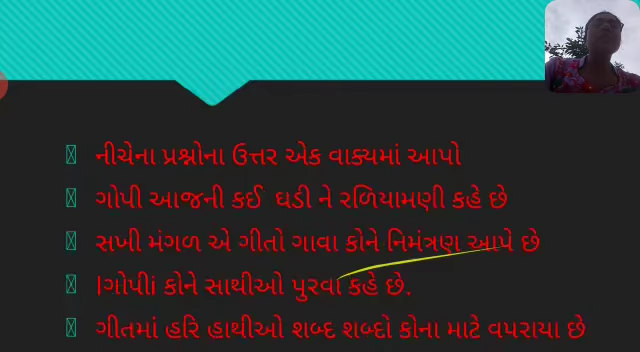 નીચેના પ્રશ્નોના ઉત્તર એક વાક્યમાં આપો
ગોપી આજની કઈ ઘડી ને રળિયામણી કહે છે
સખી મંગળ એ ગીતો ગાવા કોને નિમંત્રણ આપે છે
ગોપી કોને સાથીઓ પુરવા કહે છે.
ગીતમાં હરિ હાથીઓ શબ્દ શબ્દો કોના માટે વપરાયા છે